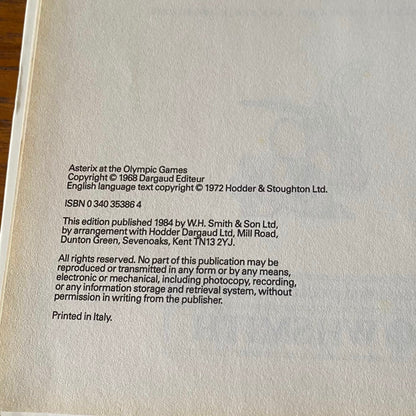 Asterix at the Olympic Games
Copyright © 1968 Dargaud Editeur
English language text copyright © 1972 Hodder & Stoughton Ltd.
ISBN 0 340 35386 4
This edition published 1984 by W.H. Smith & Son Ltd,
by arrangement with Hodder Dargaud Ltd, Mill Road,
Dunton Green, Sevenoaks, Kent TN13 2YJ.
All rights reserved. No part of this publication may be
reproduced or transmitted in any form or by any means,
electronic or mechanical, including photocopy, recording,
or any information storage and retrieval system, without
permission in writing from the publisher.
Printed in Italy.